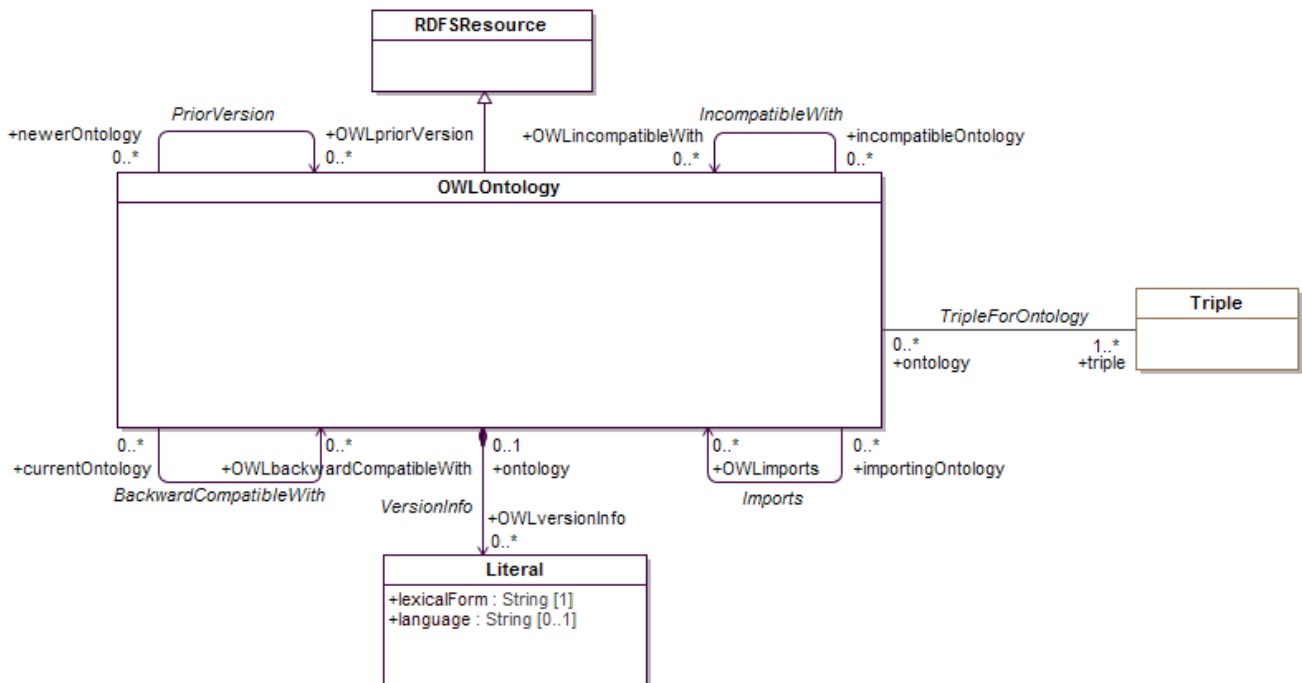 RDFSResource
PriorVersion
IncompatibleWith
+newerOntology
+OWLpriorVersion
+OWLincompatibleWith
+incompatibleOntology
0..*
0..*
0..*
0..*
OWLOntology
Triple
TripleForOntology
0..*
1..*
+ontology
+triple
0..*
0..*
0..1
0..*
0..*
+currentOntology
+OWLbackwardCompatibleWith
+ontology
+OWLimports
+importingOntology
BackwardCompatibleWith
VersionInfo
Imports
+OWLversionInfo
0..*
Literal
+lexicalForm : String [1]
+language : String [0..1]